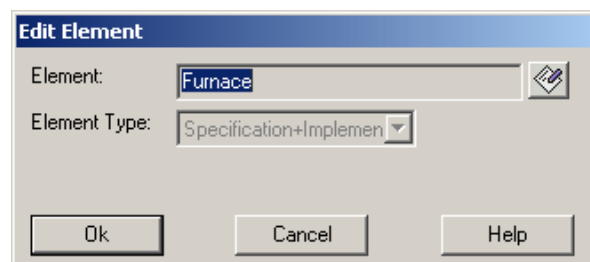 Edit Element
Element: Furnace
Element Type: Specification+Implemen
Ok Cancel Help